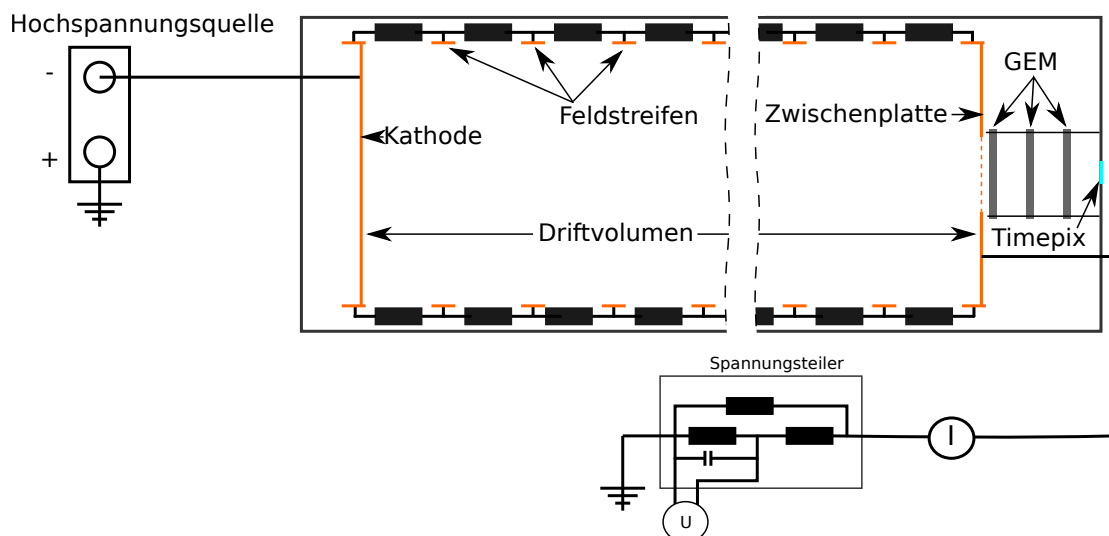 Hochspannungsquelle
-
+
Kathode
Feldstreifen
Zwischenplatte
GEM
Driftvolumen
Timepix
Spannungsteiler
I
U